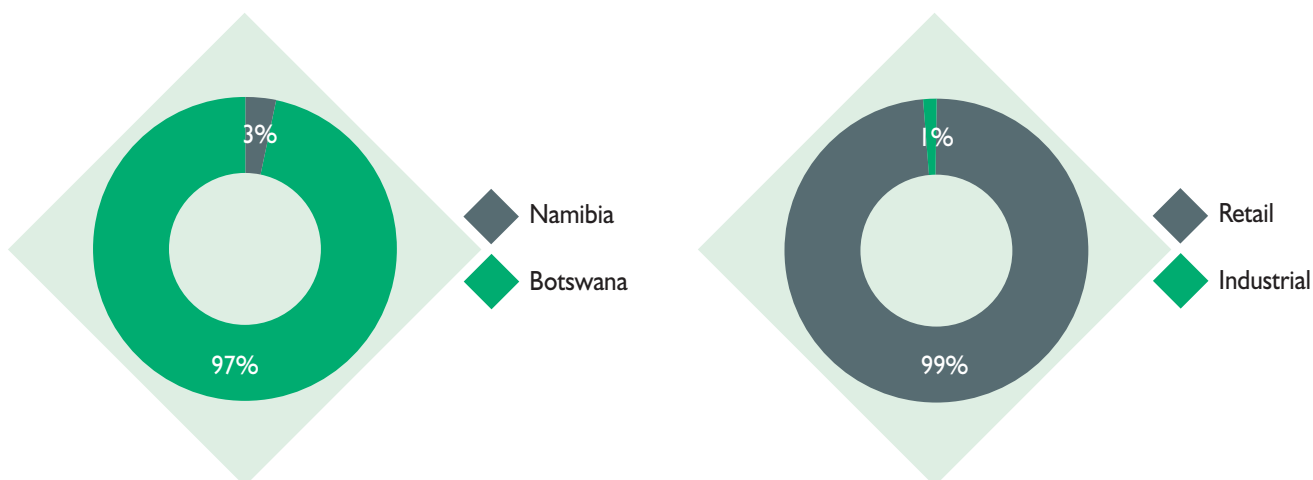 3%
97%
Namibia
Botswana
1%
99%
Retail
Industrial